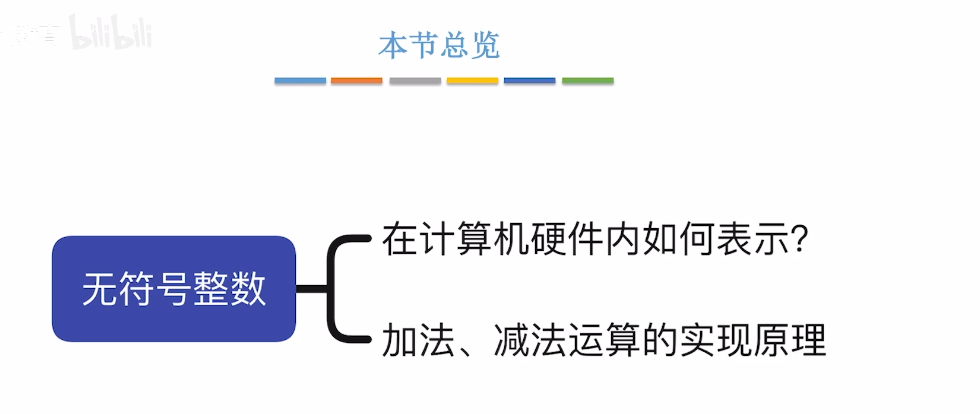 bilibili
本节总览
在计算机硬件内如何表示？
无符号整数
加法、减法运算的实现原理